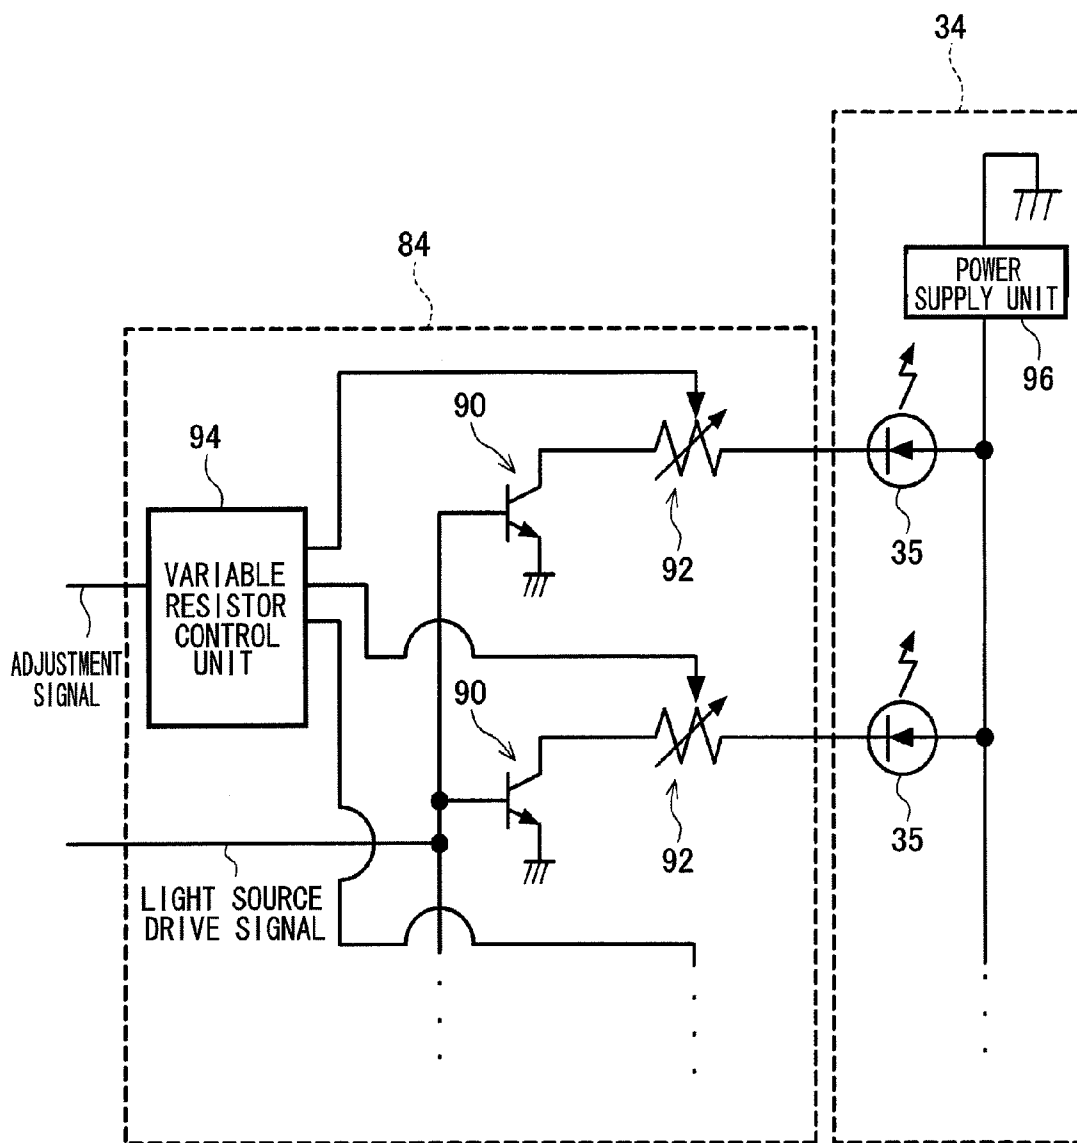 34
84
POWER
SUPPLY UNIT
96
90
94
92
35
VARIABLE
RESISTOR
CONTROL
UNIT
ADJUSTMENT
SIGNAL
90
92
35
LIGHT SOURCE
DRIVE SIGNAL